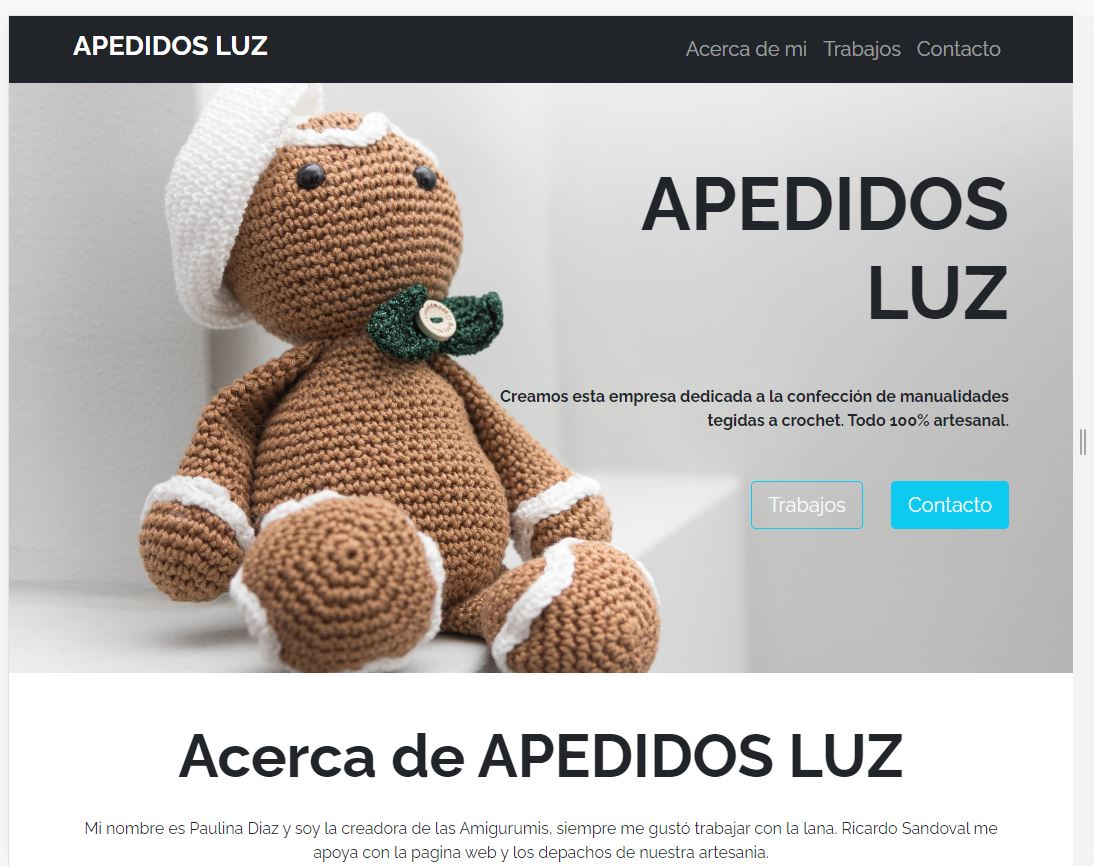 APEDIDOS LUZ
Acerca de mi Trabajos Contacto
APEDIDOS
LUZ
Creamos esta empresa dedicada a la confección de manualidades
tegidas a crochet. Todo 100% artesanal.
Trabajos Contacto
Acerca de APEDIDOS LUZ
Mi nombre es Paulina Diaz y soy la creadora de las Amigurumis, siempre me gustó trabajar con la lana. Ricardo Sandoval me
apoya con la pagina web y los depachos de nuestra artesania.